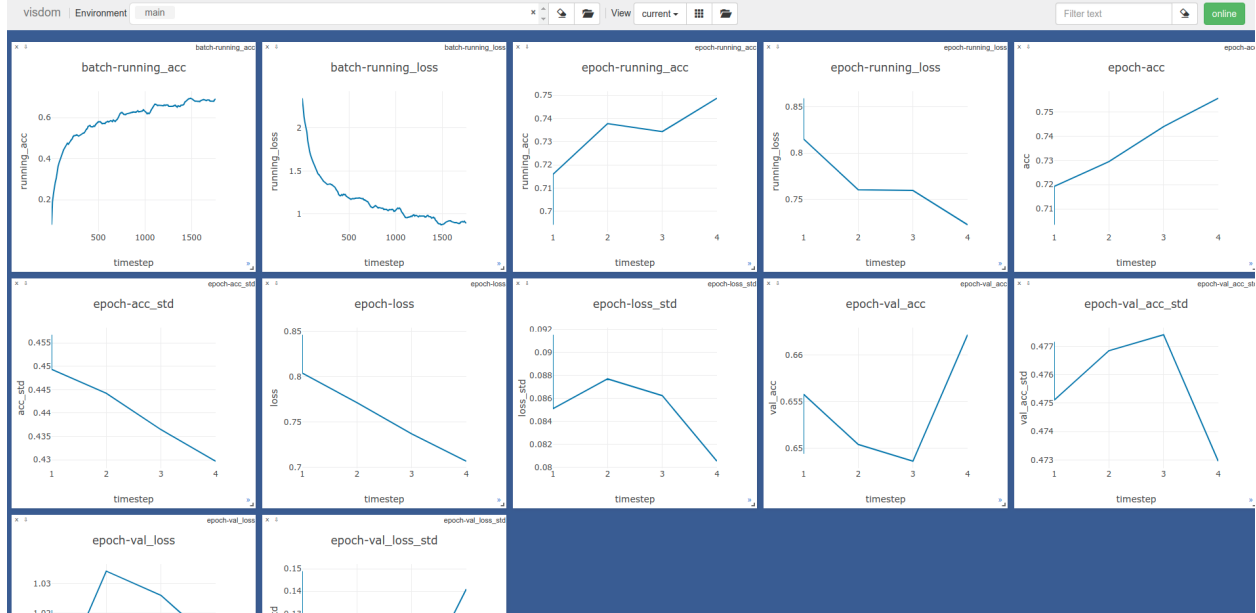 visdom Environment main × View current Filter text online
x ↓ batch-running_acc
batch-running_acc
0.6
0.4
0.2
running_acc
500 1000 1500
timestep
x ↓ batch-running_loss
batch-running_loss
2
1.5
1
running_loss
500 1000 1500
timestep
x ↓ epoch-running_acc
epoch-running_acc
0.75
0.74
0.73
0.72
0.71
0.7
running_acc
1 2 3 4
timestep
x ↓ epoch-running_loss
epoch-running_loss
0.85
0.8
0.75
running_loss
1 2 3 4
timestep
x ↓ epoch-acc
epoch-acc
0.75
0.74
0.73
0.72
0.71
acc
1 2 3 4
timestep
x ↓ epoch-acc_std
epoch-acc_std
0.455
0.45
0.445
0.44
0.435
0.43
acc_std
1 2 3 4
timestep
x ↓ epoch-loss
epoch-loss
0.85
0.8
0.75
0.7
loss
1 2 3 4
timestep
x ↓ epoch-loss_std
epoch-loss_std
0.092
0.09
0.088
0.086
0.084
0.082
0.08
loss_std
1 2 3 4
timestep
x ↓ epoch-val_acc
epoch-val_acc
0.66
0.655
0.65
val_acc
1 2 3 4
timestep
x ↓ epoch-val_acc_std
epoch-val_acc_std
0.477
0.476
0.475
0.474
0.473
val_acc_std
1 2 3 4
timestep
x ↓ epoch-val_loss
epoch-val_loss
1.03
1.02
x ↓ epoch-val_loss_std
epoch-val_loss_std
0.15
0.14
0.13